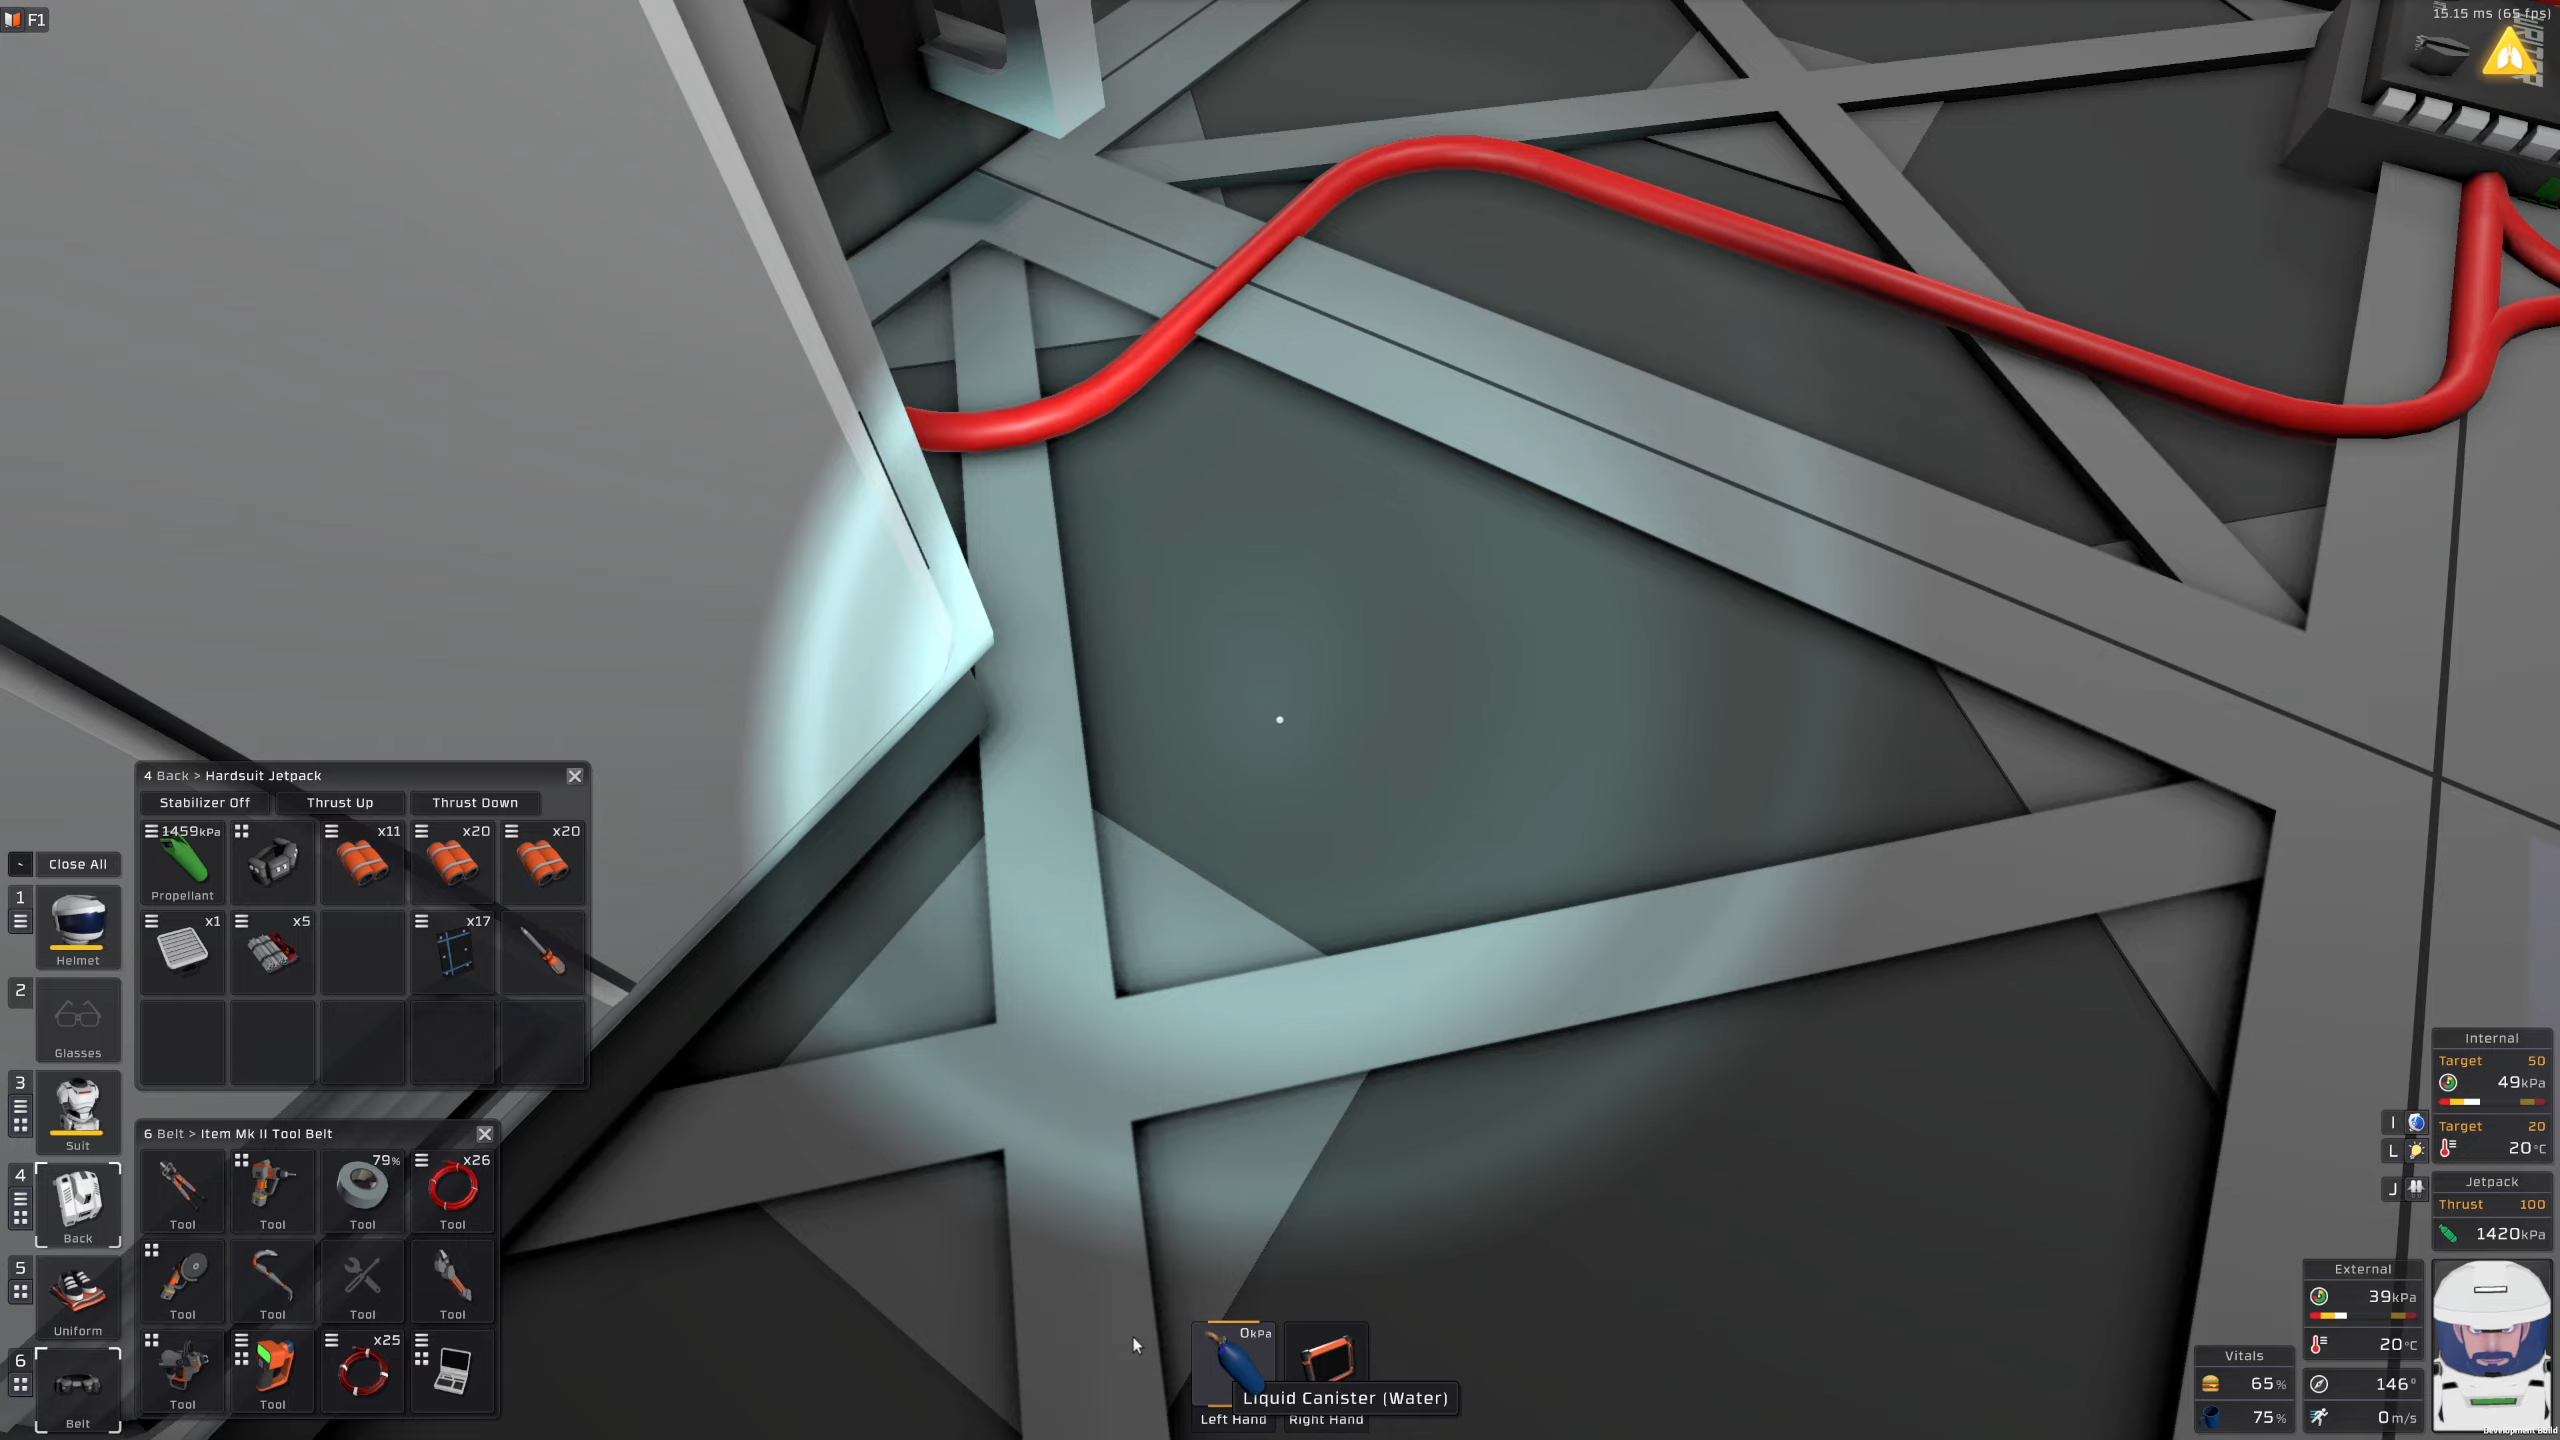 F1
15.15 ms (65 fps)
4 Back > Hardsuit Jetpack
Stabilizer Off
Thrust Up
Thrust Down
1459kPa
x11
x20
x20
Propellant
x1
x5
x17
~
Close All
1
Helmet
2
Glasses
3
Suit
4
Back
5
Uniform
6
Belt
6 Belt > Item Mk II Tool Belt
79%
x26
Tool
Tool
Tool
Tool
Tool
Tool
Tool
Tool
x25
Tool
Tool
0kPa
Liquid Canister (Water)
Left Hand
Right Hand
Internal
Target 50
49kPa
Target 20
20°C
I
L
J
Jetpack
Thrust 100
1420kPa
External
39kPa
20°C
146°
0m/s
Vitals
65%
75%
Development Build